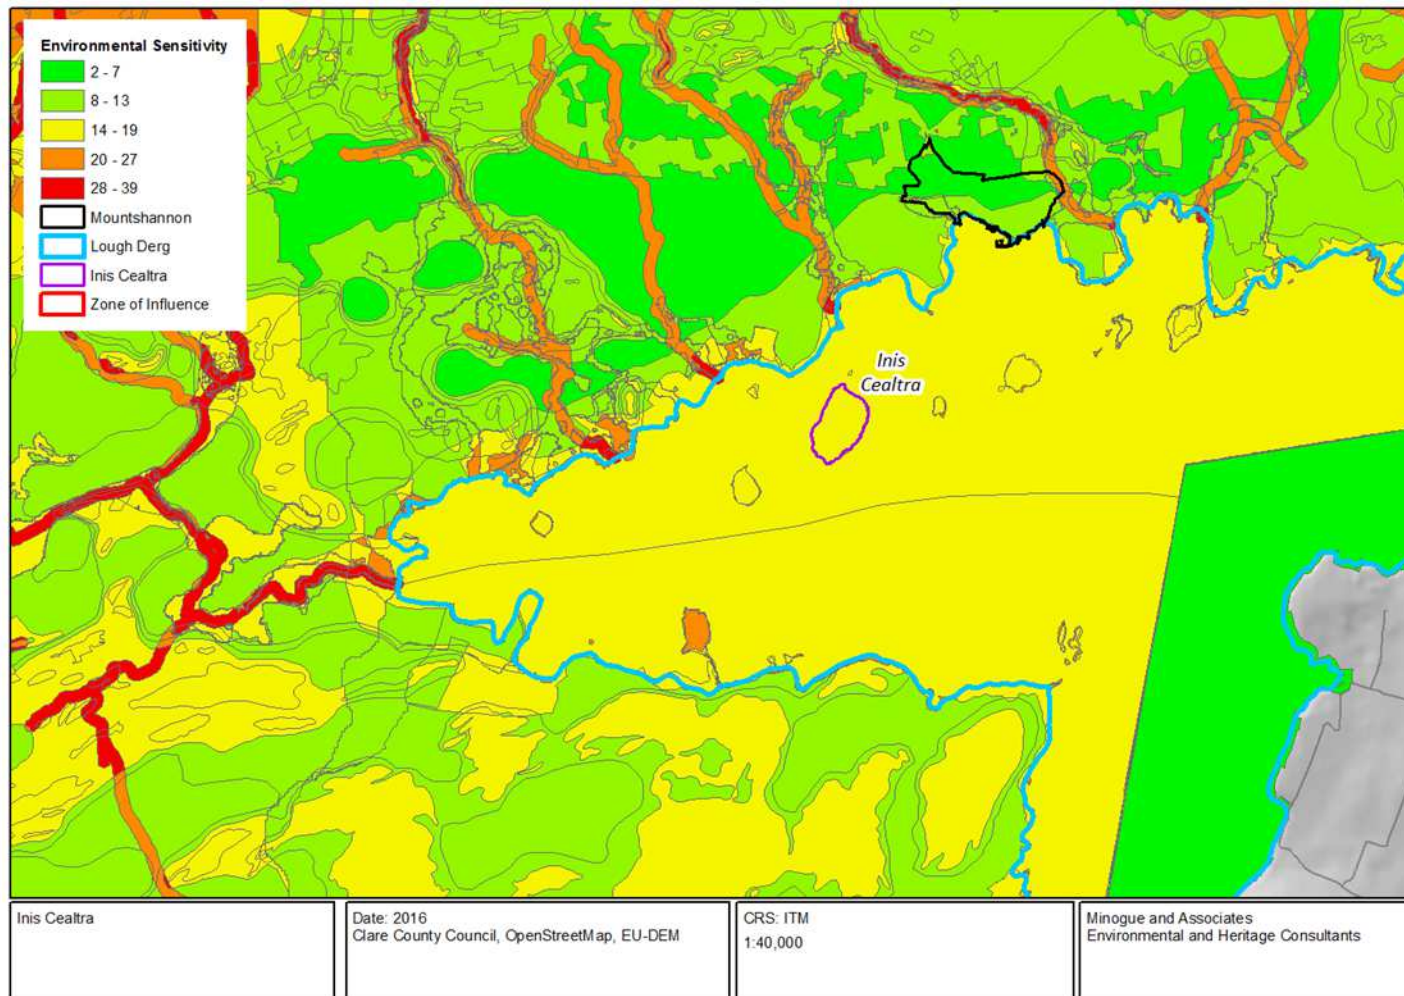 Environmental Sensitivity
2 - 7
8 - 13
14 - 19
20 - 27
28 - 39
Mountshannon
Lough Derg
Inis Cealtra
Zone of Influence
Inis
Cealtra
Inis Cealtra
Date: 2016
Clare County Council, OpenStreetMap, EU-DEM
CRS: ITM
1:40,000
Minogue and Associates
Environmental and Heritage Consultants